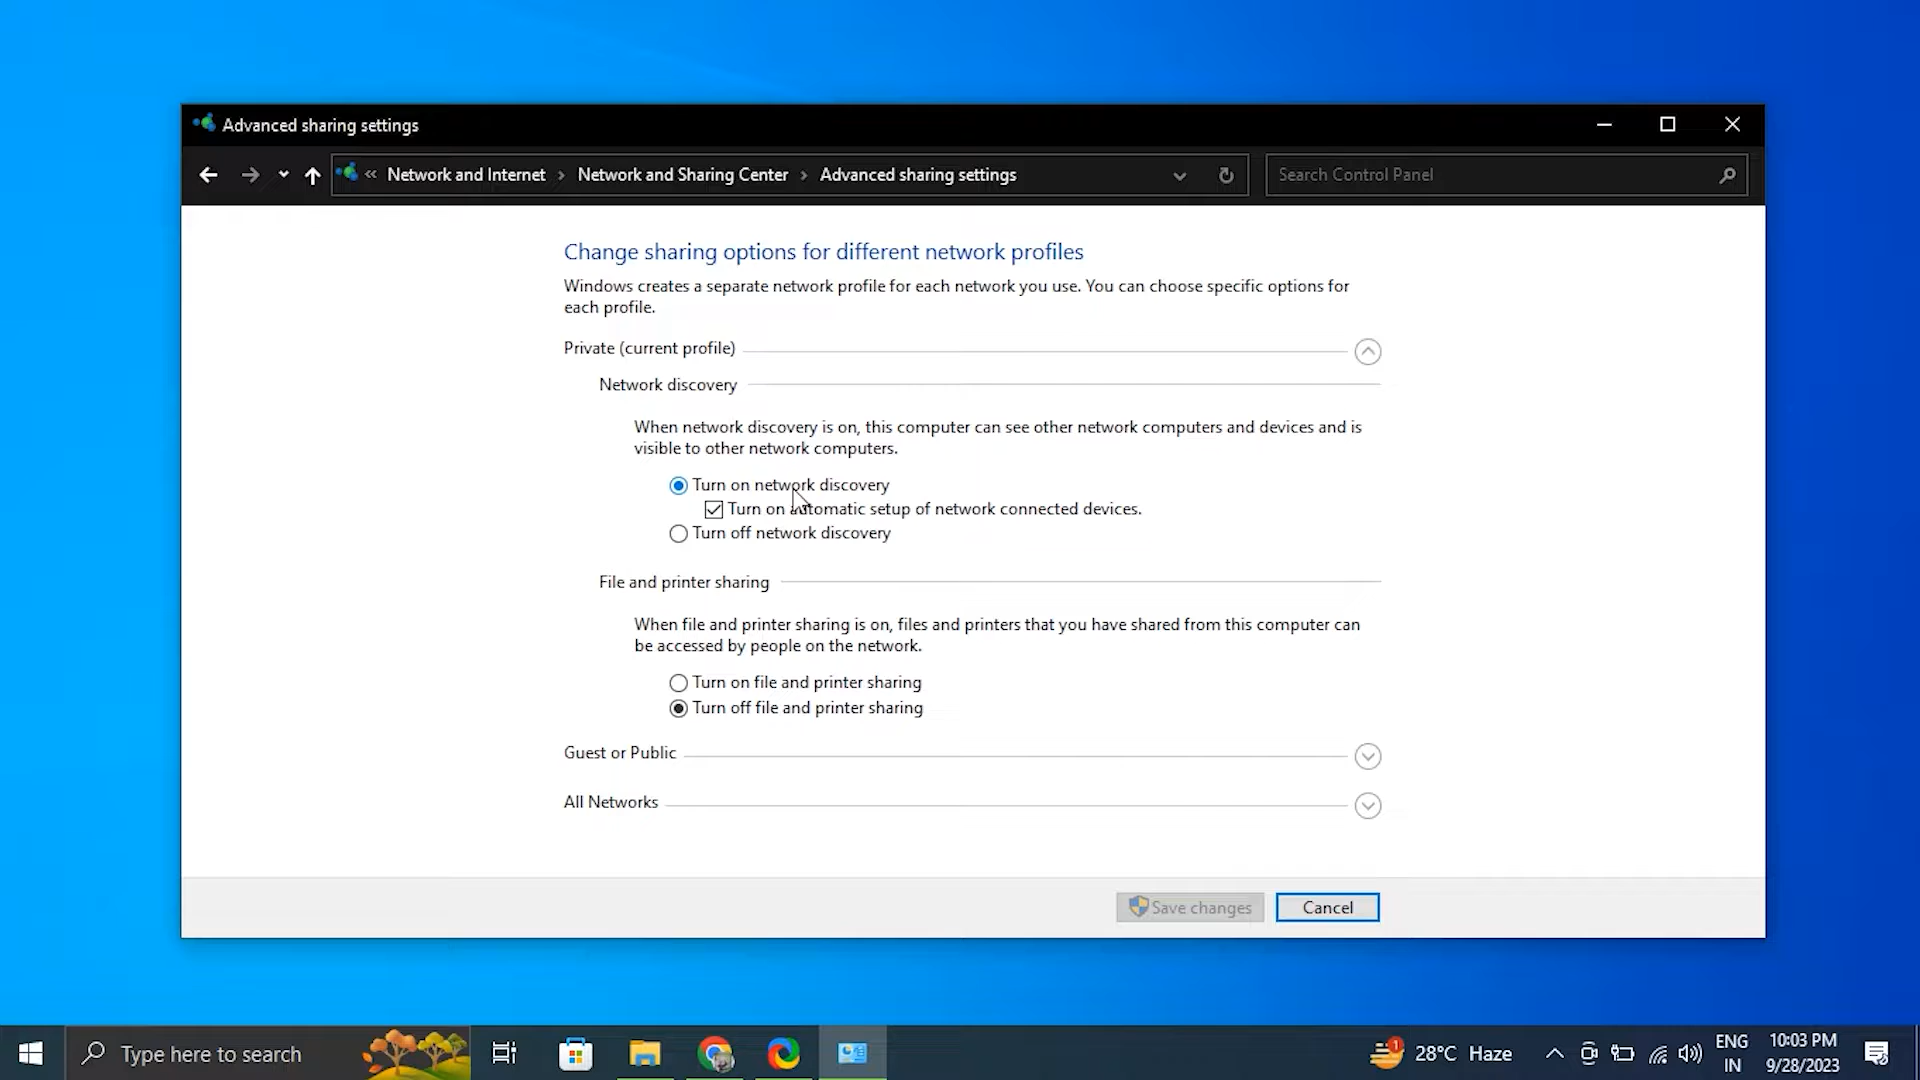 Advanced sharing settings
« Network and Internet > Network and Sharing Center > Advanced sharing settings
Search Control Panel
Change sharing options for different network profiles
Windows creates a separate network profile for each network you use. You can choose specific options for
each profile.
Private (current profile)
Network discovery
When network discovery is on, this computer can see other network computers and devices and is
visible to other network computers.
Turn on network discovery
Turn on automatic setup of network connected devices.
Turn off network discovery
File and printer sharing
When file and printer sharing is on, files and printers that you have shared from this computer can
be accessed by people on the network.
Turn on file and printer sharing
Turn off file and printer sharing
Guest or Public
All Networks
Save changes
Cancel
Type here to search
1
28°C Haze
ENG
IN
10:03 PM
9/28/2023